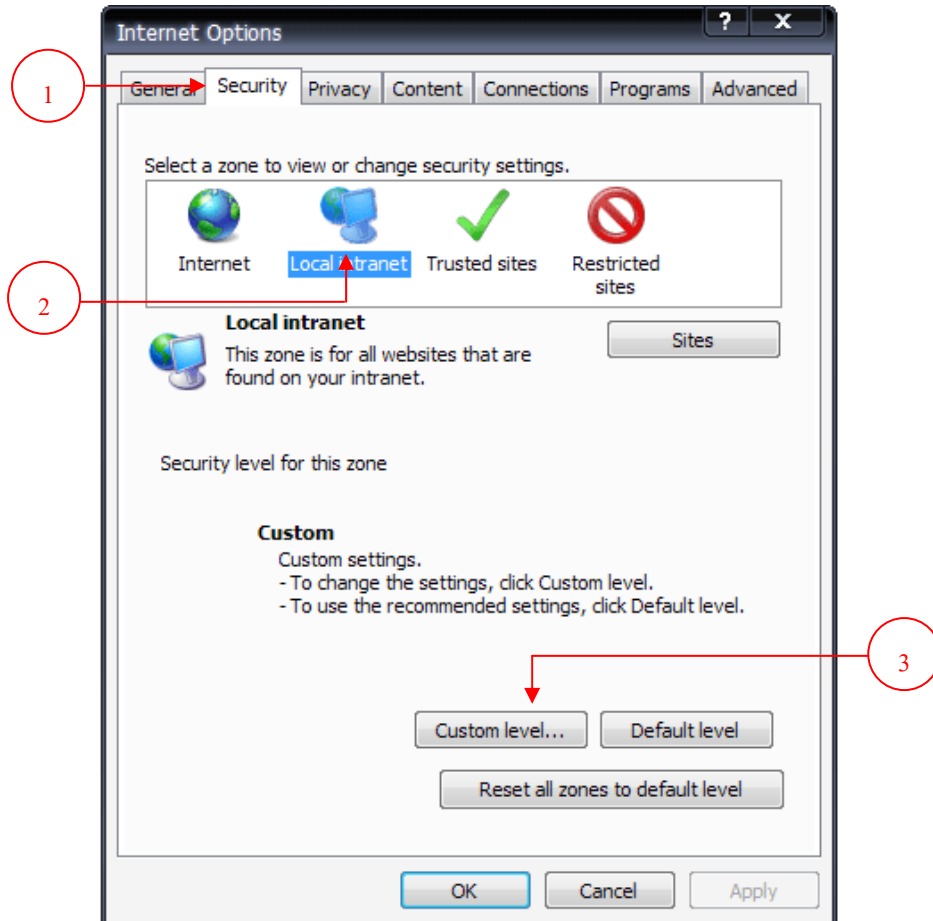 Internet Options
? X
1
General Security Privacy Content Connections Programs Advanced
Select a zone to view or change security settings.
Internet Local intranet Trusted sites Restricted
sites
2
Local intranet
Sites
This zone is for all websites that are
found on your intranet.
Security level for this zone
Custom
Custom settings.
- To change the settings, click Custom level.
- To use the recommended settings, click Default level.
3
Custom level... Default level
Reset all zones to default level
OK Cancel Apply